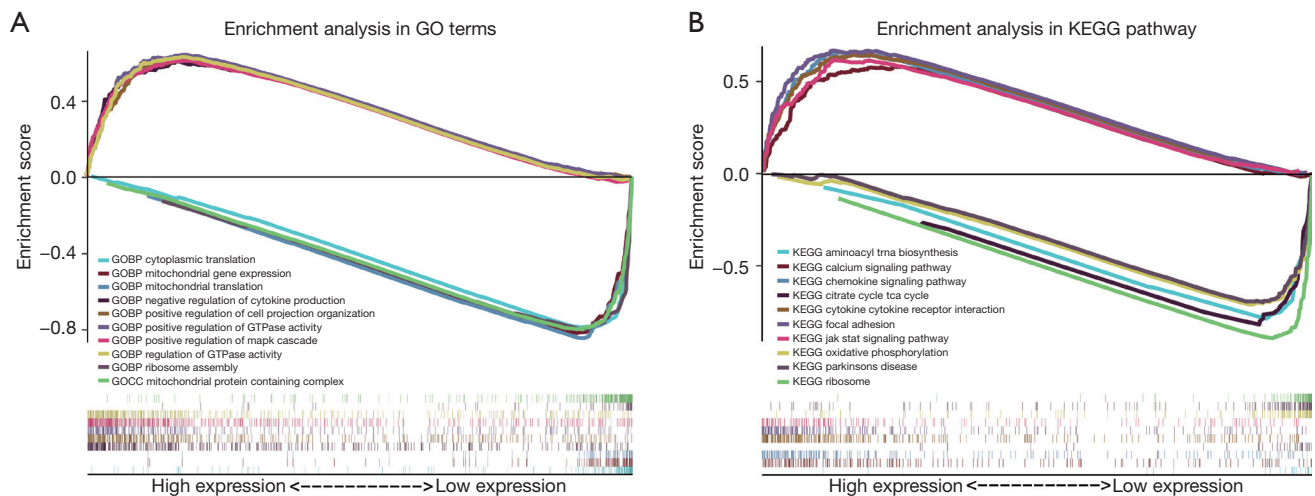 A
Enrichment analysis in GO terms
Enrichment score
0.4
0.0
−0.4
−0.8
GOBP cytoplasmic translation
GOBP mitochondrial gene expression
GOBP mitochondrial translation
GOBP negative regulation of cytokine production
GOBP positive regulation of cell projection organization
GOBP positive regulation of GTPase activity
GOBP positive regulation of mapk cascade
GOBP regulation of GTPase activity
GOBP ribosome assembly
GOCC mitochondrial protein containing complex
High expression <------------->Low expression
B
Enrichment analysis in KEGG pathway
Enrichment score
0.5
0.0
−0.5
KEGG aminoacyl trna biosynthesis
KEGG calcium signaling pathway
KEGG chemokine signaling pathway
KEGG citrate cycle tca cycle
KEGG cytokine cytokine receptor interaction
KEGG focal adhesion
KEGG jak stat signaling pathway
KEGG oxidative phosphorylation
KEGG parkinsons disease
KEGG ribosome
High expression <------------->Low expression